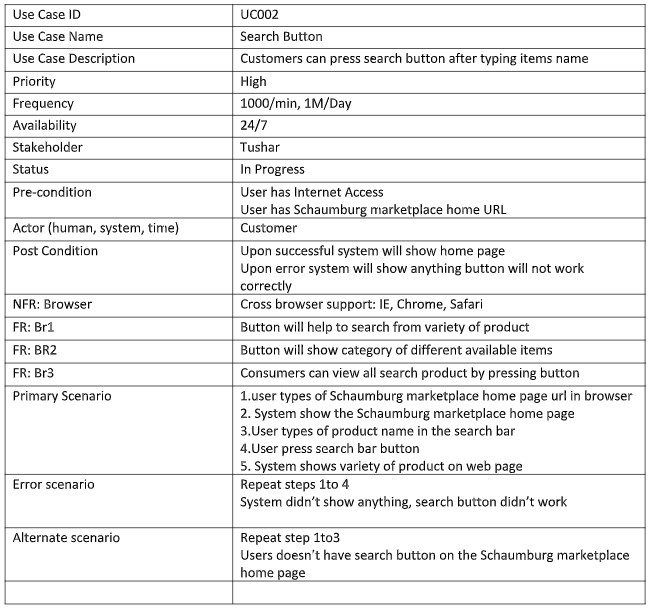 Use Case ID UC002
Use Case Name Search Button
Use Case Description Customers can press search button after typing items name
Priority High
Frequency 1000/min, 1M/Day
Availability 24/7
Stakeholder Tushar
Status In Progress
Pre-condition User has Internet Access
User has Schaumburg marketplace home URL
Actor (human, system, time) Customer
Post Condition Upon successful system will show home page
Upon error system will show anything button will not work
correctly
NFR: Browser Cross browser support: IE, Chrome, Safari
FR: Br1 Button will help to search from variety of product
FR: BR2 Button will show category of different available items
FR: Br3 Consumers can view all search product by pressing button
Primary Scenario 1.user types of Schaumburg marketplace home page url in browser
2. System show the Schaumburg marketplace home page
3.User types of product name in the search bar
4.User press search bar button
5. System shows variety of product on web page
Error scenario Repeat steps 1to 4
System didn't show anything, search button didn't work
Alternate scenario Repeat step 1to3
Users doesn't have search button on the Schaumburg marketplace
home page